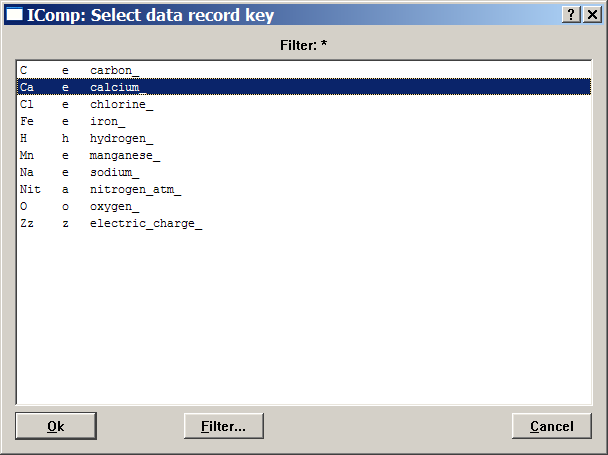 IComp: Select data record key
Filter: *
C e carbon_
Ca e calcium_
Cl e chlorine_
Fe e iron_
H h hydrogen_
Mn e manganese_
Na e sodium_
Nit a nitrogen_atm_
O o oxygen_
Zz z electric_charge_
Ok Filter... Cancel